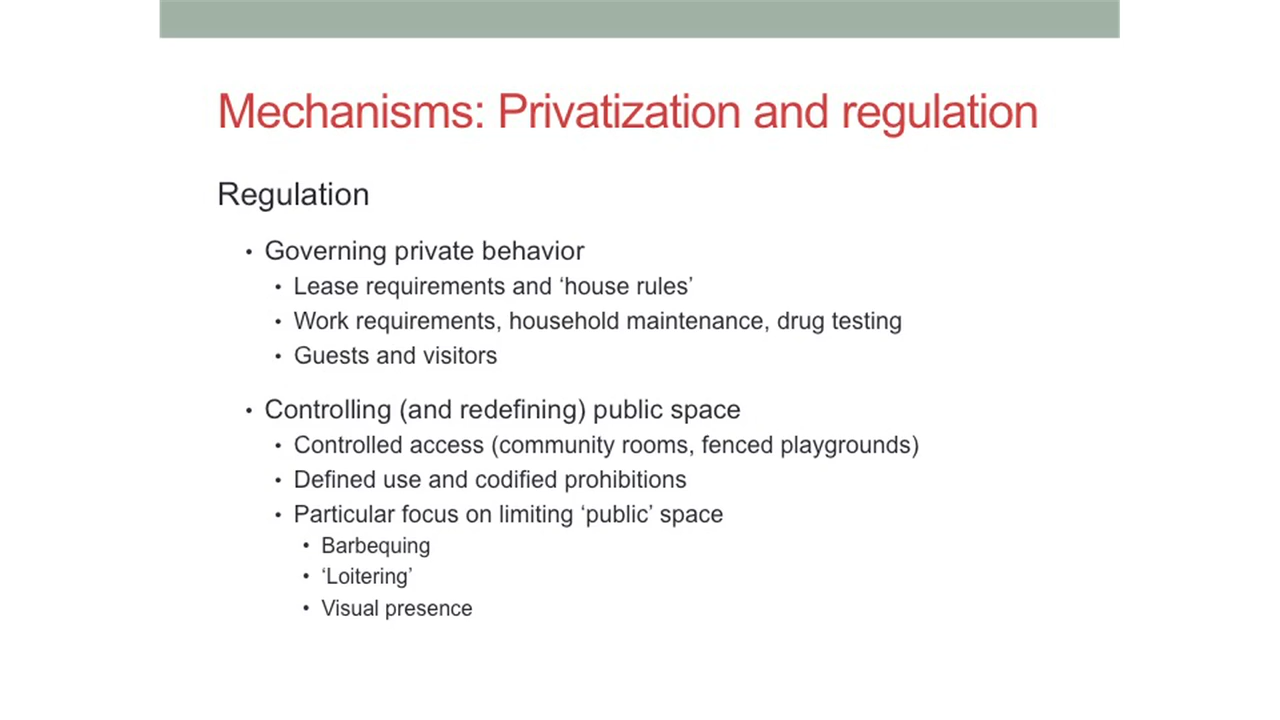 Mechanisms: Privatization and regulation
Regulation
• Governing private behavior
• Lease requirements and ‘house rules’
• Work requirements, household maintenance, drug testing
• Guests and visitors
• Controlling (and redefining) public space
• Controlled access (community rooms, fenced playgrounds)
• Defined use and codified prohibitions
• Particular focus on limiting ‘public’ space
• Barbequing
• ‘Loitering’
• Visual presence